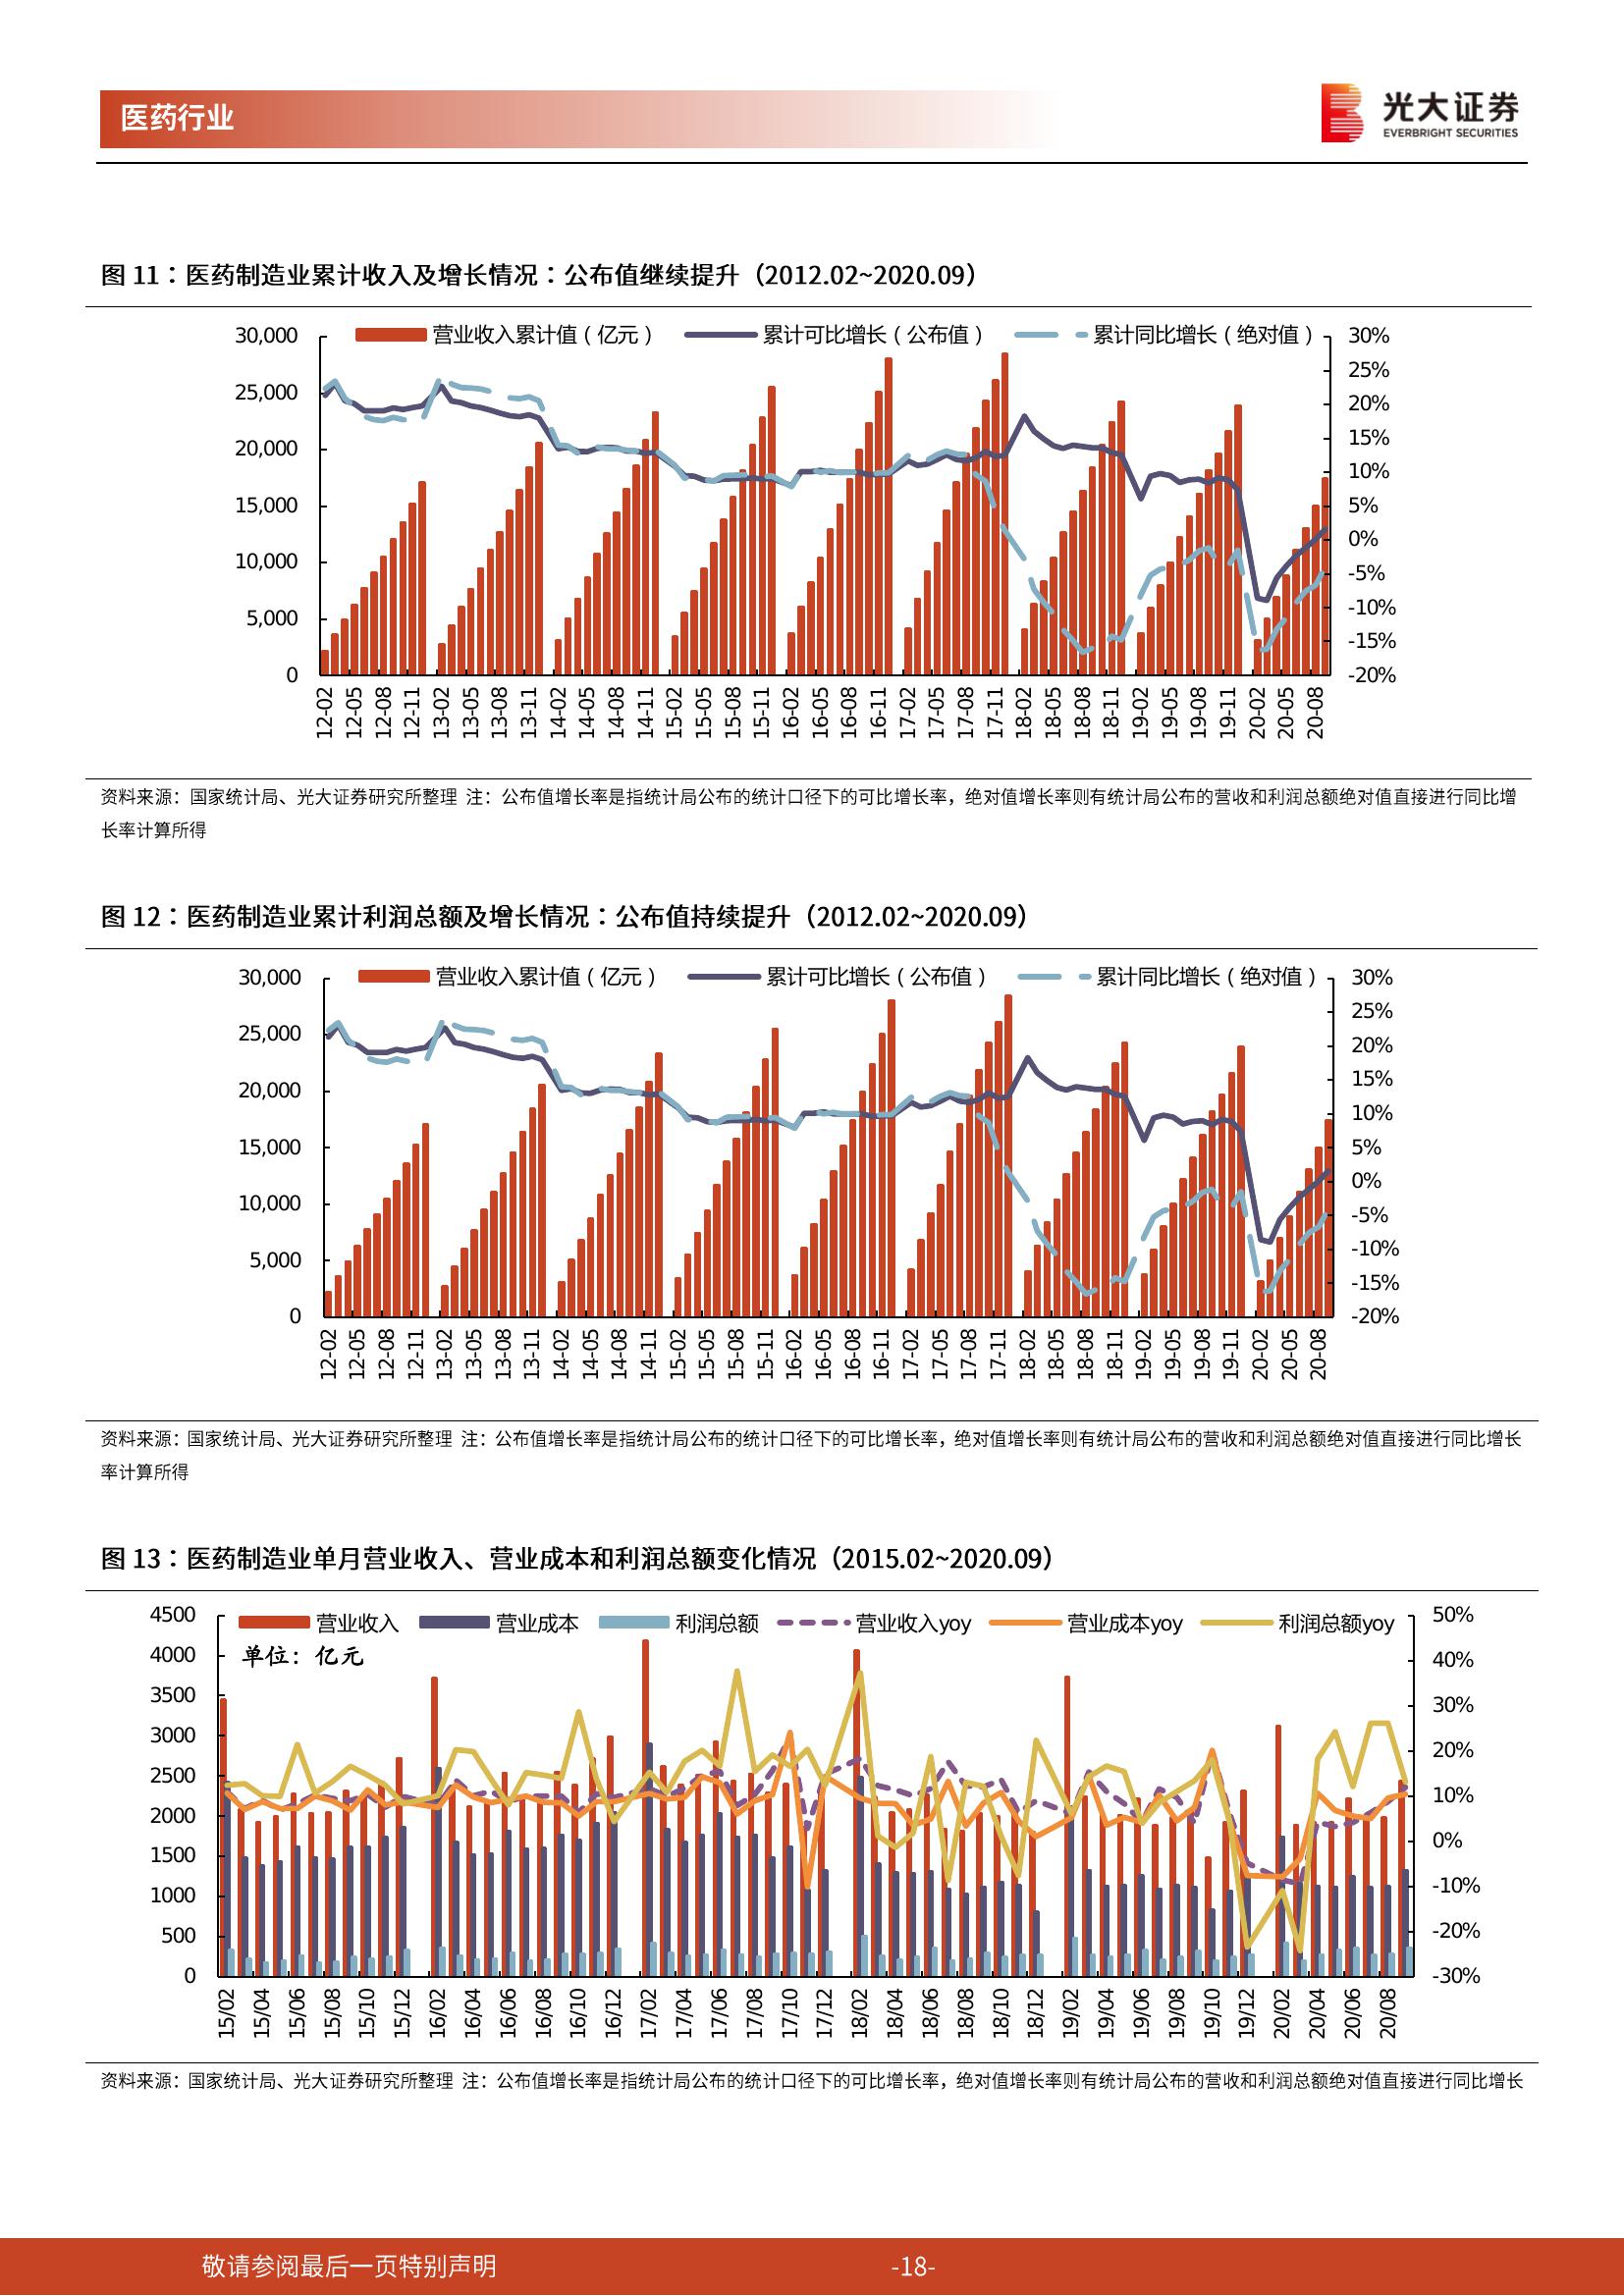 医药行业
光大证券
EVERBRIGHT SECURITIES
图 11：医药制造业累计收入及增长情况：公布值继续提升（2012.02~2020.09）
营业收入累计值（亿元） 累计可比增长（公布值） 累计同比增长（绝对值）
30,000 30%
25%
25,000 20%
20,000 15%
10%
15,000 5%
0%
10,000 -5%
-10%
5,000 -15%
0 -20%
12-02 12-05 12-08 12-11 13-02 13-05 13-08 13-11 14-02 14-05 14-08 14-11 15-02 15-05 15-08 15-11 16-02 16-05 16-08 16-11 17-02 17-05 17-08 17-11 18-02 18-05 18-08 18-11 19-02 19-05 19-08 19-11 20-02 20-05 20-08
资料来源：国家统计局、光大证券研究所整理 注：公布值增长率是指统计局公布的统计口径下的可比增长率，绝对值增长率则有统计局公布的营收和利润总额绝对值直接进行同比增
长率计算所得
图 12：医药制造业累计利润总额及增长情况：公布值持续提升（2012.02~2020.09）
营业收入累计值（亿元） 累计可比增长（公布值） 累计同比增长（绝对值）
30,000 30%
25%
25,000 20%
20,000 15%
10%
15,000 5%
0%
10,000 -5%
-10%
5,000 -15%
0 -20%
12-02 12-05 12-08 12-11 13-02 13-05 13-08 13-11 14-02 14-05 14-08 14-11 15-02 15-05 15-08 15-11 16-02 16-05 16-08 16-11 17-02 17-05 17-08 17-11 18-02 18-05 18-08 18-11 19-02 19-05 19-08 19-11 20-02 20-05 20-08
资料来源：国家统计局、光大证券研究所整理 注：公布值增长率是指统计局公布的统计口径下的可比增长率，绝对值增长率则有统计局公布的营收和利润总额绝对值直接进行同比增长
率计算所得
图 13：医药制造业单月营业收入、营业成本和利润总额变化情况（2015.02~2020.09）
营业收入 营业成本 利润总额 营业收入yoy 营业成本yoy 利润总额yoy
单位：亿元
4500 50%
4000 40%
3500 30%
3000
2500 20%
2000 10%
1500 0%
1000 -10%
500 -20%
0 -30%
15/02 15/04 15/06 15/08 15/10 15/12 16/02 16/04 16/06 16/08 16/10 16/12 17/02 17/04 17/06 17/08 17/10 17/12 18/02 18/04 18/06 18/08 18/10 18/12 19/02 19/04 19/06 19/08 19/10 19/12 20/02 20/04 20/06 20/08
资料来源：国家统计局、光大证券研究所整理 注：公布值增长率是指统计局公布的统计口径下的可比增长率，绝对值增长率则有统计局公布的营收和利润总额绝对值直接进行同比增长
敬请参阅最后一页特别声明 -18-